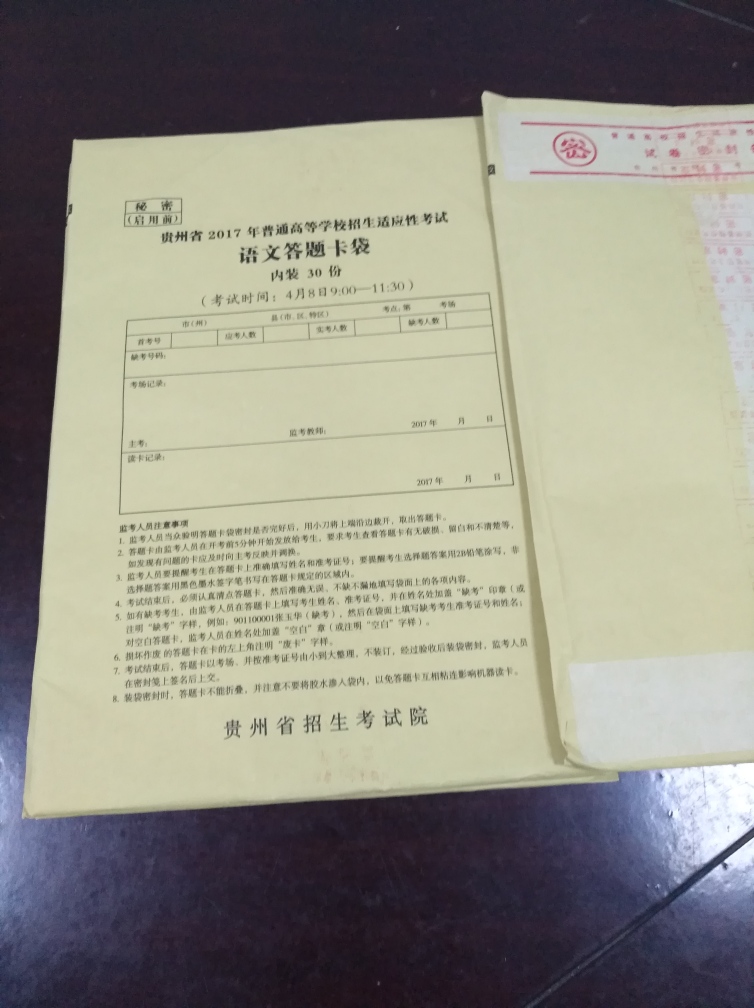 秘 密
(启用前)
贵州省 2017 年普通高等学校招生适应性考试
语文答题卡袋
内装 30 份
(考试时间：4月8日9:00—11:30)
市(州) 县(市、区、特区) 考点：第 考场
首考号 应考人数 实考人数 缺考人数
缺考号码：
考场记录：
主考： 监考教师： 2017年 月 日
读卡记录：
2017年 月 日
监考人员注意事项
1. 监考人员当众验明答题卡袋密封是否完好后，用小刀将上端沿边裁开，取出答题卡。
2. 答题卡由监考人员在开考前5分钟开始发放给考生，要求考生查看答题卡有无破损、留白和不清楚等，
如发现有问题的卡应及时向主考反映并调换。
3. 监考人员要提醒考生在答题卡上准确填写姓名和准考证号；要提醒考生选择题答案用2B铅笔涂写，非
选择题答案用黑色墨水签字笔书写在答题卡规定的区域内。
4. 考试结束后，必须认真清点答题卡，然后准确无误、不缺不漏地填写袋面上的各项内容。
5. 如有缺考考生，由监考人员在答题卡上填写考生姓名、准考证号，并在姓名处加盖“缺考”印章（或
注明“缺考”字样，例如：901100001张玉华（缺考），然后在袋面上填写缺考考生准考证号和姓名；
对空白答题卡，监考人员在姓名处加盖“空白”章（或注明“空白”字样）。
6. 损坏作废的答题卡在卡的左上角注明“废卡”字样。
7. 考试结束后，答题卡以考场、并按准考证号由小到大整理，不装订，经过验收后装袋密封，监考人员
在密封笺上签名后上交。
8. 装袋密封时，答题卡不能折叠，并注意不要将胶水渗人袋内，以免答题卡互相粘连影响机器读卡。
贵州省招生考试院
密
普通高校招生
试卷密封